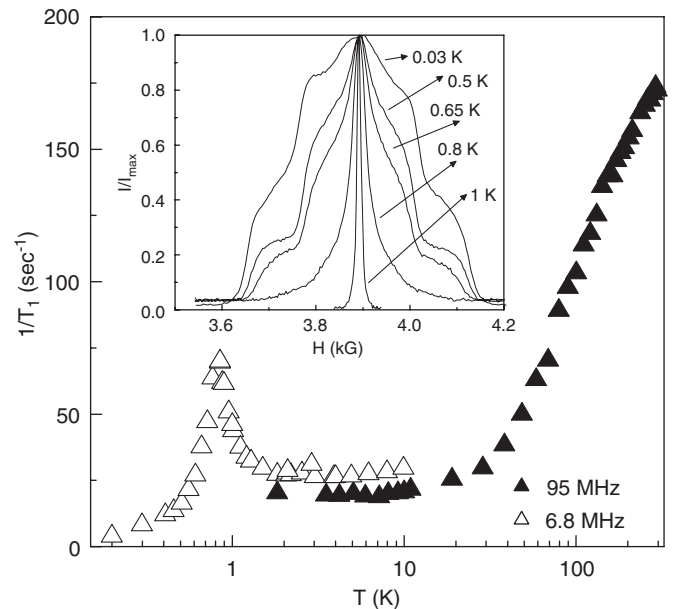 200
150
100
50
0
1/T₁ (sec⁻¹)
1
10
100
T (K)
1.0
0.8
0.6
0.4
0.2
0.0
I/Iₘₐₓ
3.6
3.8
4.0
4.2
H (kG)
0.03 K
0.5 K
0.65 K
0.8 K
1 K
95 MHz
6.8 MHz